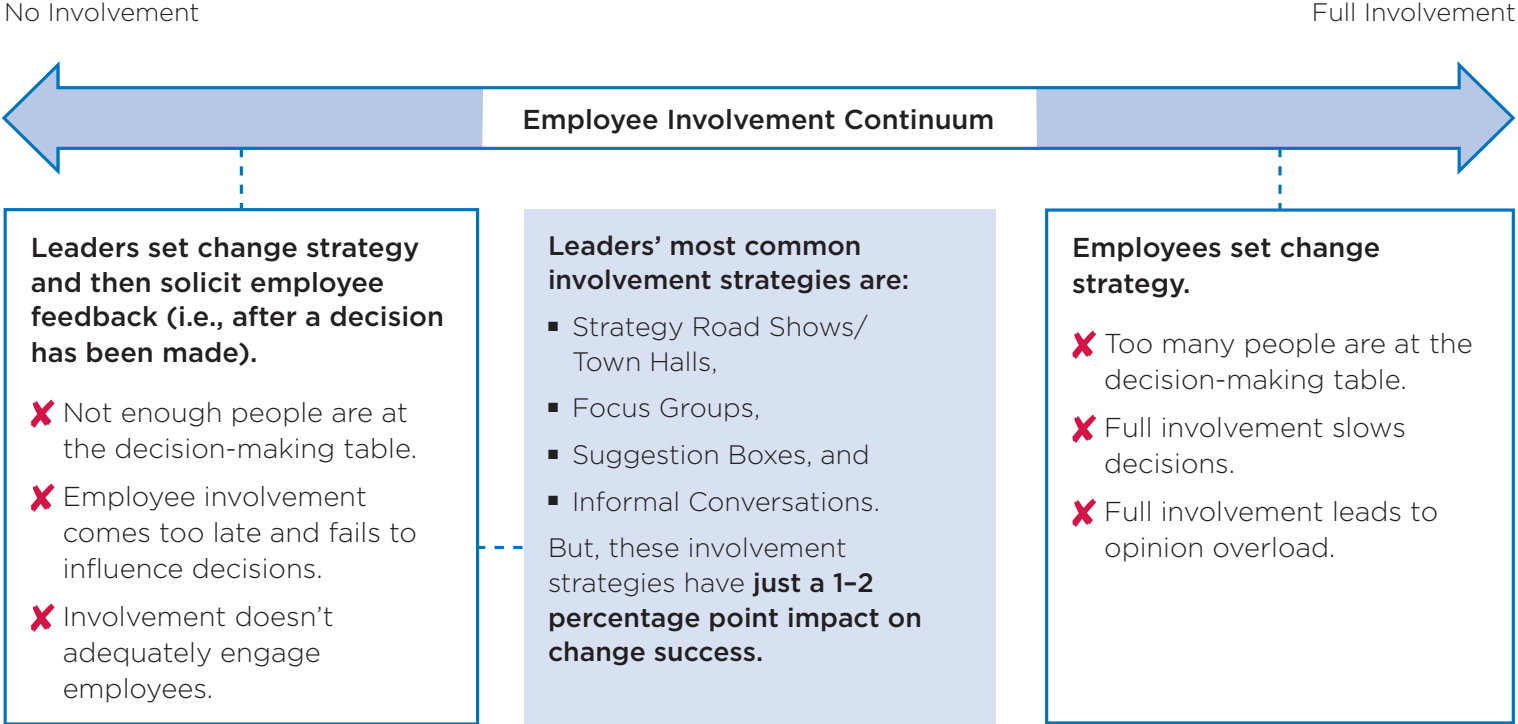 No Involvement
Full Involvement
Employee Involvement Continuum
Leaders set change strategy
and then solicit employee
feedback (i.e., after a decision
has been made).
✘ Not enough people are at
the decision-making table.
✘ Employee involvement
comes too late and fails to
influence decisions.
✘ Involvement doesn’t
adequately engage
employees.
Leaders’ most common
involvement strategies are:
▪ Strategy Road Shows/
Town Halls,
▪ Focus Groups,
▪ Suggestion Boxes, and
▪ Informal Conversations.
But, these involvement
strategies have just a 1–2
percentage point impact on
change success.
Employees set change
strategy.
✘ Too many people are at the
decision-making table.
✘ Full involvement slows
decisions.
✘ Full involvement leads to
opinion overload.